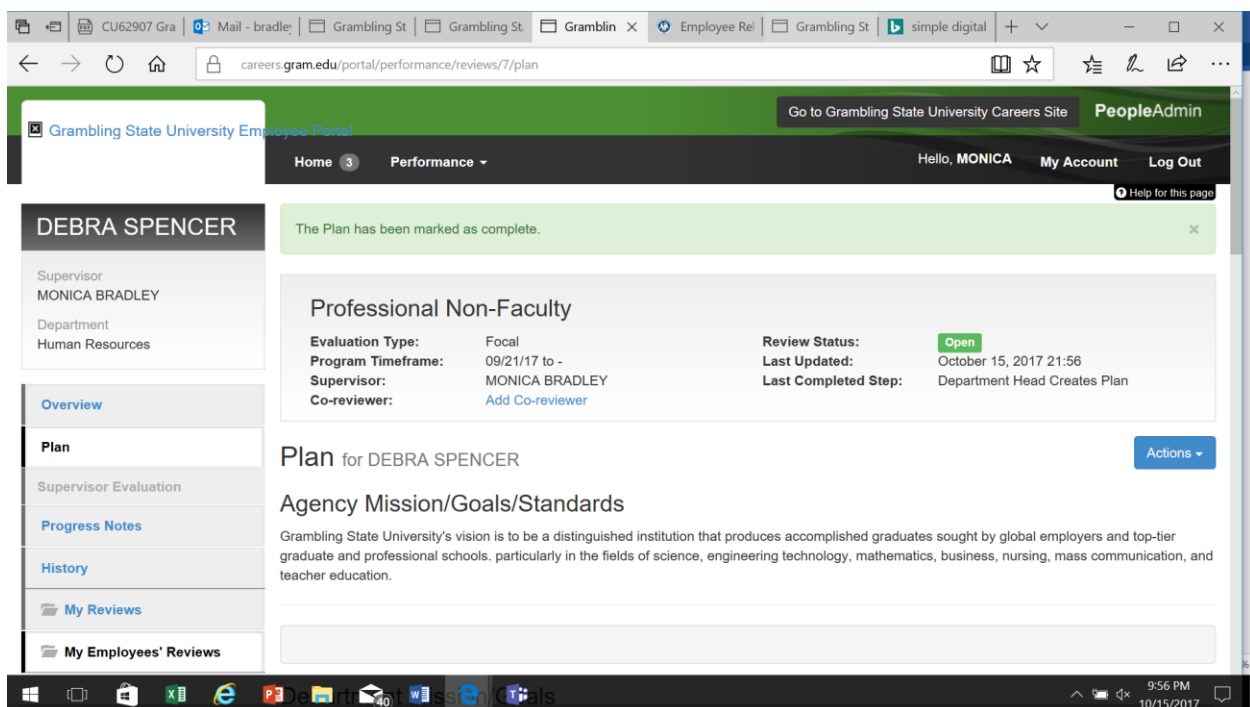 CU62907 Gra
Mail - bradley
Grambling St
Grambling St
Gramblin
Employee Rel
Grambling St
simple digital
careers.gram.edu/portal/performance/reviews/7/plan
Grambling State University Employee Portal
Go to Grambling State University Careers Site
PeopleAdmin
Home 3 Performance
Hello, MONICA My Account Log Out
Help for this page
DEBRA SPENCER
Supervisor
MONICA BRADLEY
Department
Human Resources
Overview
Plan
Supervisor Evaluation
Progress Notes
History
My Reviews
My Employees' Reviews
The Plan has been marked as complete.
Professional Non-Faculty
Evaluation Type: Focal
Program Timeframe: 09/21/17 to -
Supervisor: MONICA BRADLEY
Co-reviewer: Add Co-reviewer
Review Status: Open
Last Updated: October 15, 2017 21:56
Last Completed Step: Department Head Creates Plan
Plan for DEBRA SPENCER
Actions
Agency Mission/Goals/Standards
Grambling State University's vision is to be a distinguished institution that produces accomplished graduates sought by global employers and top-tier
graduate and professional schools. particularly in the fields of science, engineering technology, mathematics, business, nursing, mass communication, and
teacher education.
40
9:56 PM
10/15/2017